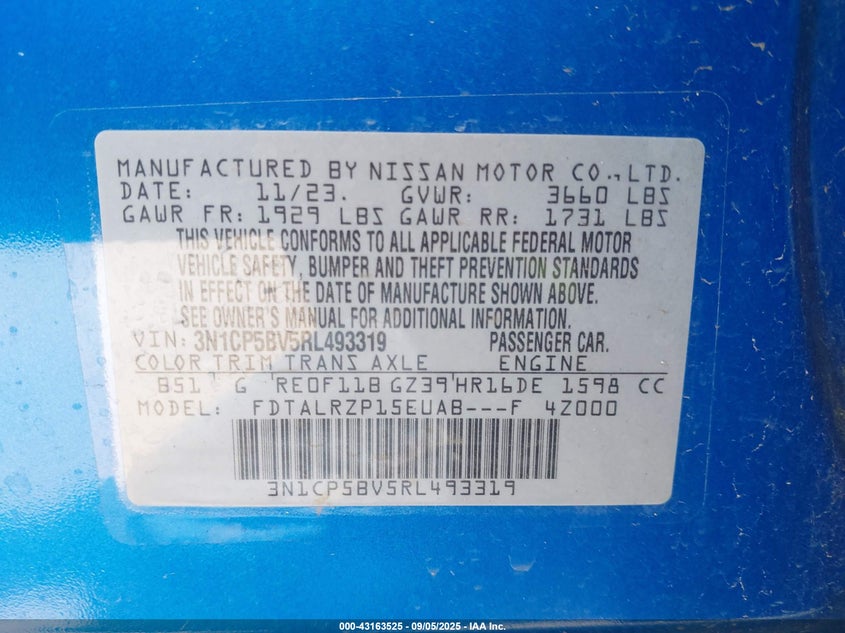 MANUFACTURED BY NISSAN MOTOR CO.,LTD.
DATE: 11/23. GVWR: 3660 LBS
GAWR FR: 1929 LBS GAWR RR: 1731 LBS
THIS VEHICLE CONFORMS TO ALL APPLICABLE FEDERAL MOTOR
VEHICLE SAFETY, BUMPER AND THEFT PREVENTION STANDARDS
IN EFFECT ON THE DATE OF MANUFACTURE SHOWN ABOVE.
SEE OWNER'S MANUAL FOR ADDITIONAL INFORMATION.
VIN: 3N1CP5BV5RL493319 PASSENGER CAR.
COLOR TRIM TRANS AXLE ENGINE
B51 G RE0F11B GZ39 HR16DE 1598 CC
MODEL: FDTALRZP15EUAB---F 4Z000
3N1CP5BV5RL493319
000-43163525 - 09/05/2025 - IAA Inc.